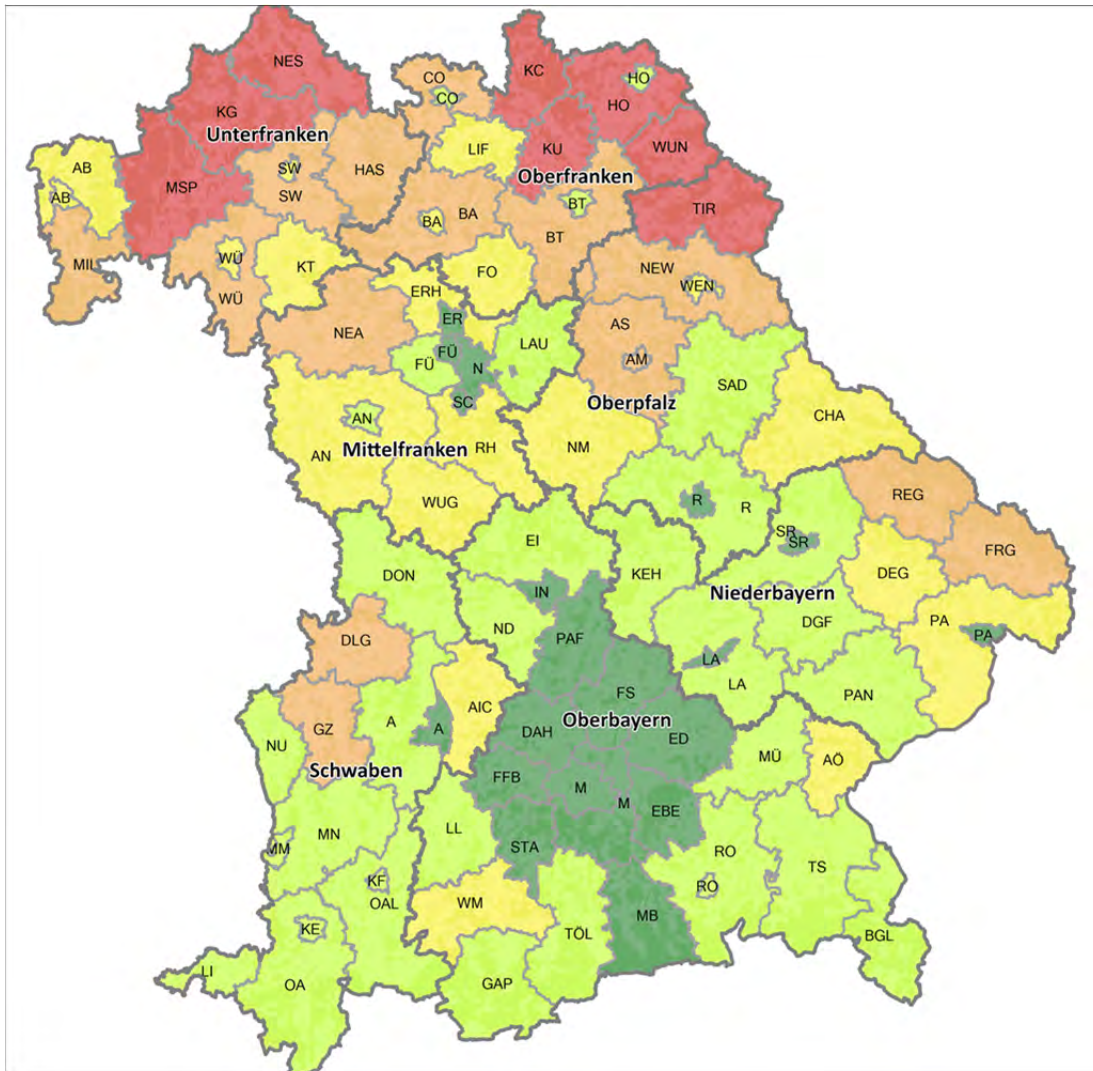 NES
CO
KC
HO
CO
HO
KG
Unterfranken
LIF
KU
WUN
AB
SW
HAS
Oberfranken
AB
MSP
SW
BT
TIR
BA
BA
BT
MIL
WÜ
KT
FO
NEW
WEN
WÜ
ERH
ER
AS
NEA
FÜ
LAU
AM
FÜ
N
SAD
SC
Oberpfalz
AN
CHA
Mittelfranken
RH
NM
AN
WUG
REG
R
R
SR
SR
EI
FRG
DON
KEH
DEG
IN
Niederbayern
ND
DGF
PA
PA
DLG
PAF
LA
LA
FS
PAN
AIC
A
A
Oberbayern
GZ
DAH
ED
NU
MÜ
AÖ
Schwaben
FFB
M
M
EBE
MN
LL
STA
MM
RO
TS
KF
RO
OAL
WM
MB
KE
TÖL
BGL
LI
OA
GAP